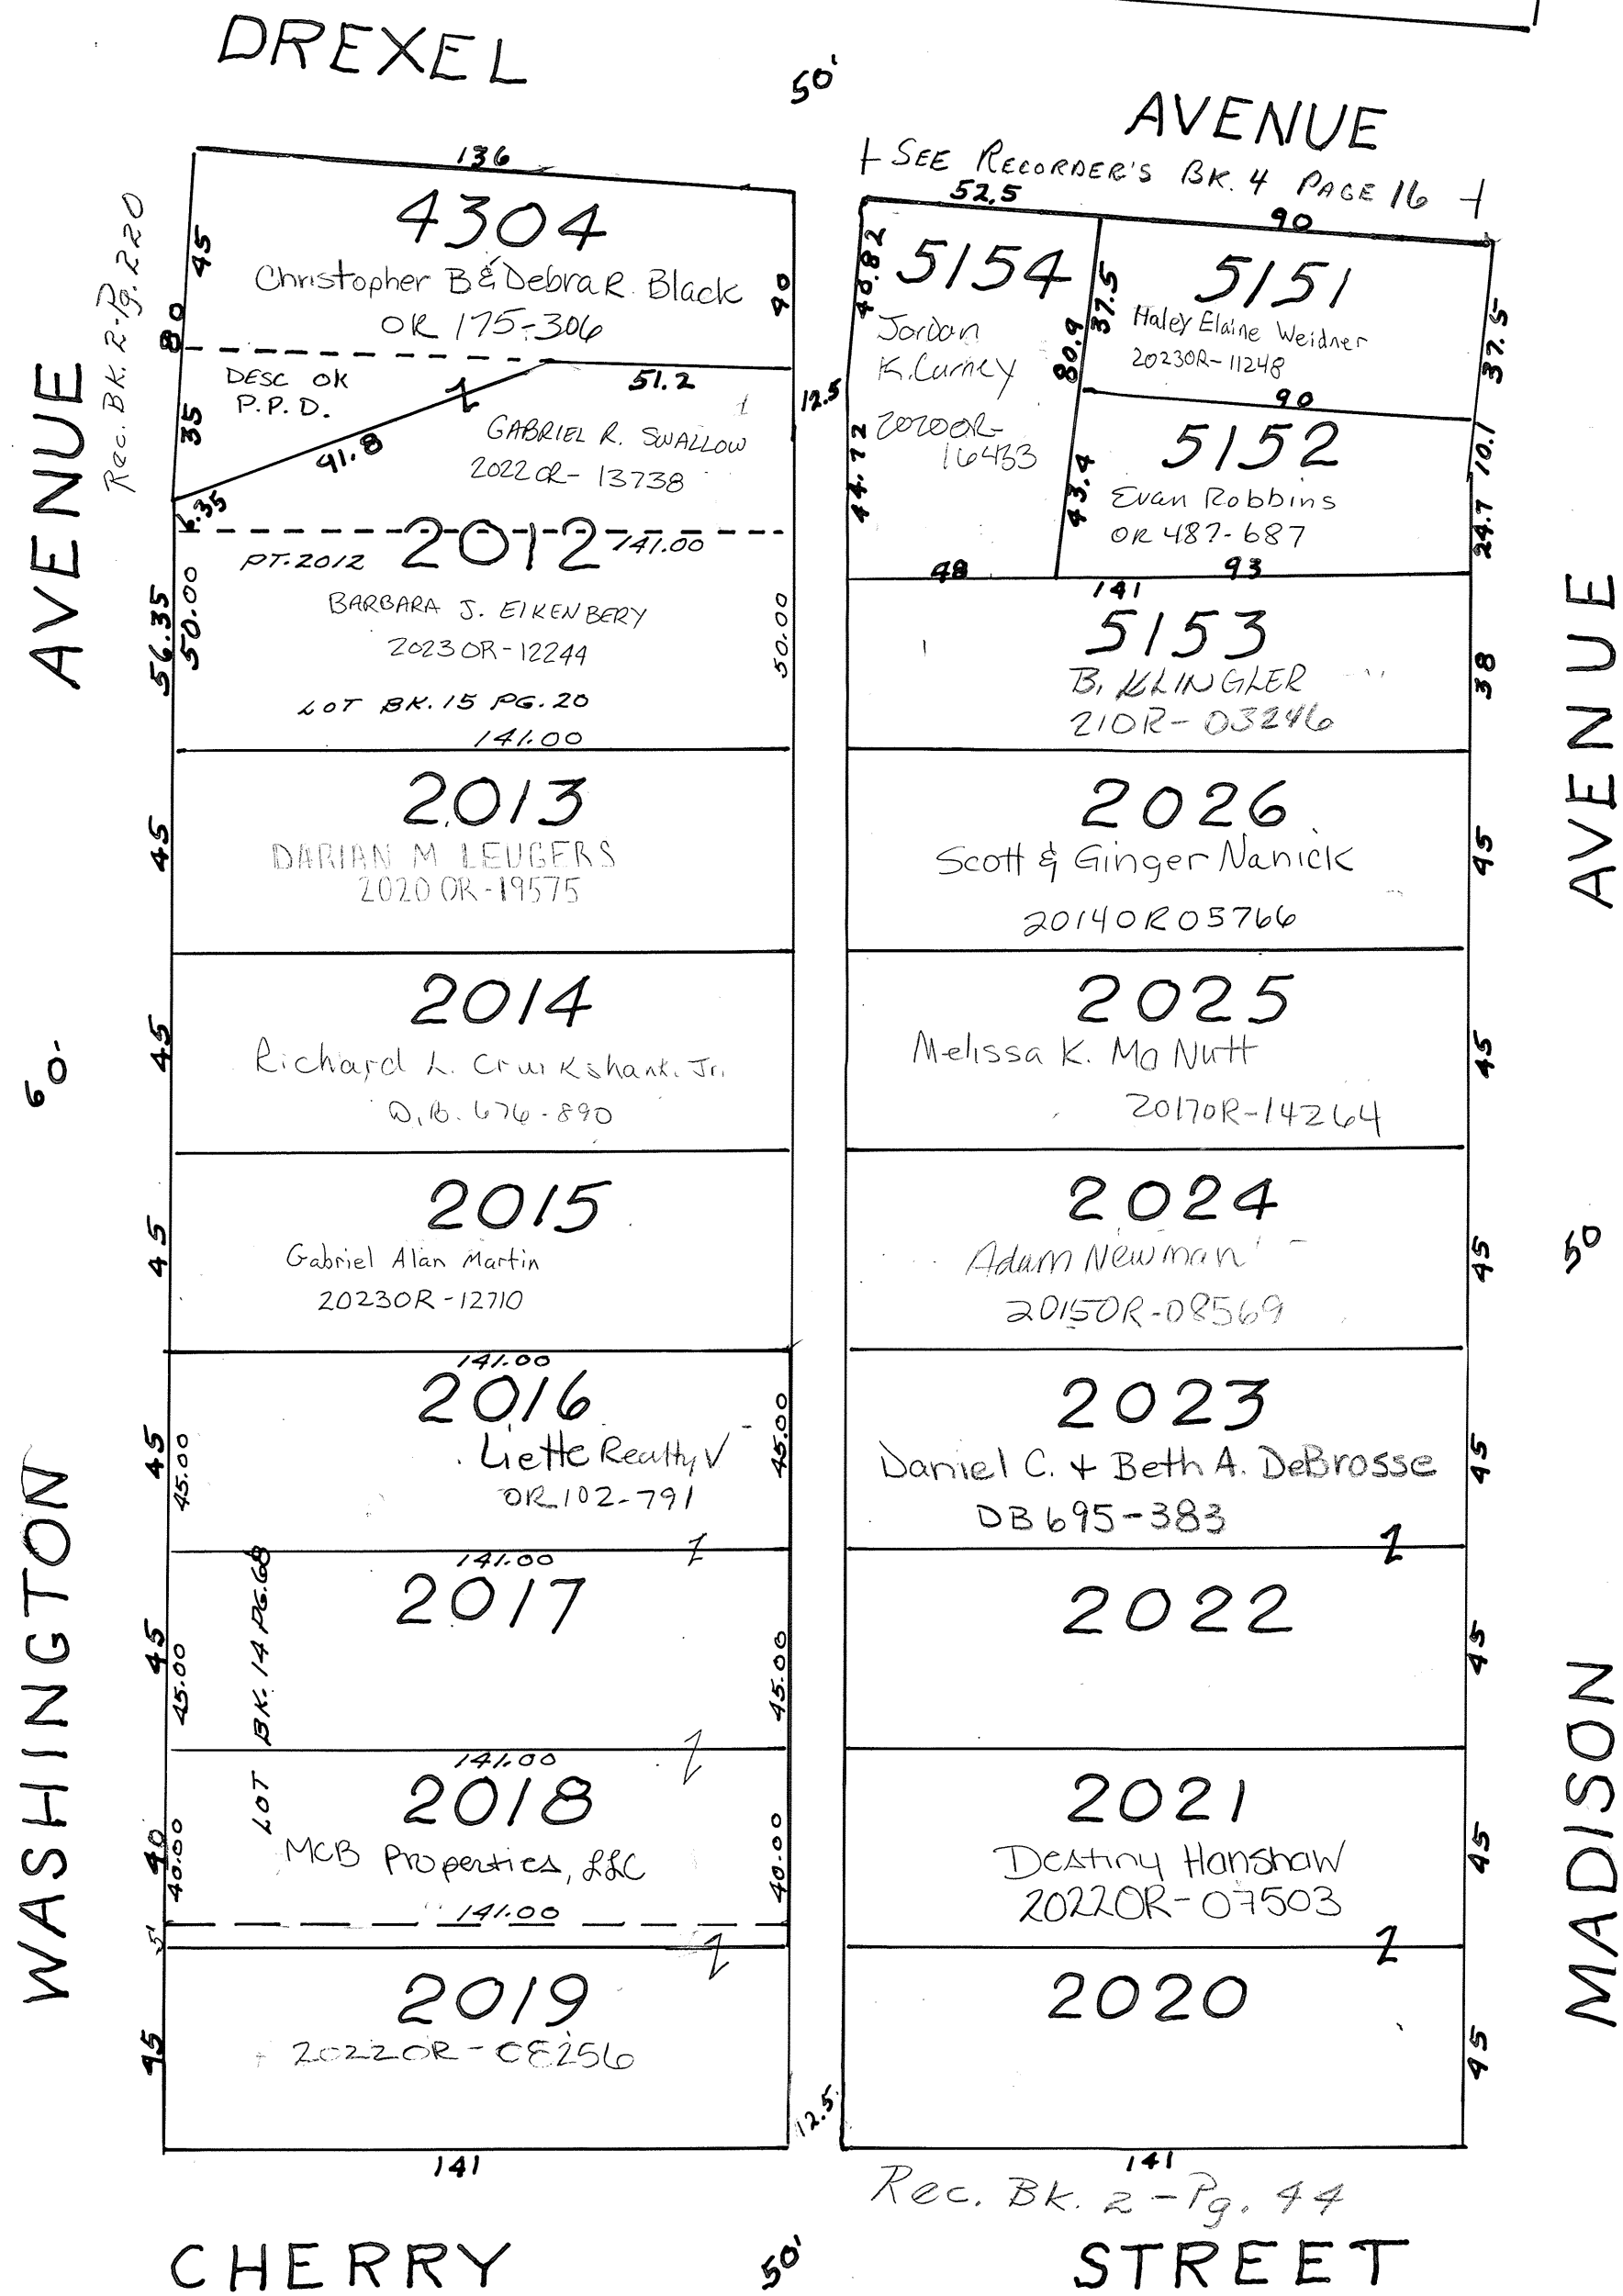 DREXEL
50'
AVENUE
SEE RECORDER'S BK. 4 PAGE 16
136
4304
Christopher B & Debra R. Black
OR 175-306
45
80
40
Rec. Bk. 2-Pg. 220
DESC OK
P.P.D.
35
51.2
41.8
GABRIEL R. SWALLOW
2022OR-13738
12.5
6.35
2012
141.00
PT. 2012
BARBARA J. EIKENBERY
2023OR-12244
LOT BK. 15 PG. 20
56.35
50.00
50.00
141.00
2013
DARIAN M LEUGERS
2020 OR-19575
45
2014
Richard L. Cruikshank Jr.
D.B. 676-890
45
60
2015
Gabriel Alan Martin
2023OR-12710
45
141.00
2016
Liette Realty V
OR 102-791
45
45.00
45.00
141.00
2017
45
45.00
45.00
LOT BK. 14 PG. 68
141.00
2018
MCB Properties, LLC
40
40.00
40.00
141.00
5'
2019
2022OR-08256
45
12.5
141
WASHINGTON AVENUE
52.5
5154
Jordan
K. Curney
2020OR-
16433
40.82
44.72
80.9
48
90
5151
Haley Elaine Weidner
2023OR-11248
37.5
37.5
90
5152
Evan Robbins
OR 487-687
43.4
10.1
24.7
93
141
5153
B. KLINGLER
21OR-03246
38
2026
Scott & Ginger Nanick
2014OR05766
45
2025
Melissa K. Mc Nutt
2017OR-14264
45
2024
Adam Newman
2015OR-08569
45
50
2023
Daniel C. + Beth A. DeBrosse
DB 695-383
45
2022
45
2021
Destiny Hanshaw
2022OR-07503
45
2020
45
141
Rec. Bk. 2-Pg. 44
MADISON AVENUE
CHERRY
50'
STREET